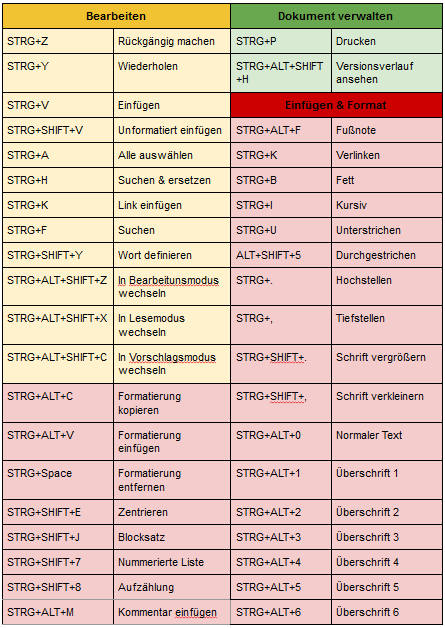 Bearbeiten Dokument verwalten
STRG+Z Rückgängig machen STRG+P Drucken
STRG+Y Wiederholen STRG+ALT+SHIFT Versionsverlauf
+H ansehen
STRG+V Einfügen Einfügen & Format
STRG+SHIFT+V Unformatiert einfügen STRG+ALT+F Fußnote
STRG+A Alle auswählen STRG+K Verlinken
STRG+H Suchen & ersetzen STRG+B Fett
STRG+K Link einfügen STRG+I Kursiv
STRG+F Suchen STRG+U Unterstrichen
STRG+SHIFT+Y Wort definieren ALT+SHIFT+5 Durchgestrichen
STRG+ALT+SHIFT+Z In Bearbeitunsmodus STRG+. Hochstellen
wechseln
STRG+ALT+SHIFT+X In Lesemodus STRG+, Tiefstellen
wechseln
STRG+ALT+SHIFT+C In Vorschlagsmodus STRG+SHIFT+. Schrift vergrößern
wechseln
STRG+ALT+C Formatierung STRG+SHIFT+, Schrift verkleinern
kopieren
STRG+ALT+V Formatierung STRG+ALT+0 Normaler Text
einfügen
STRG+Space Formatierung STRG+ALT+1 Überschrift 1
entfernen
STRG+SHIFT+E Zentrieren STRG+ALT+2 Überschrift 2
STRG+SHIFT+J Blocksatz STRG+ALT+3 Überschrift 3
STRG+SHIFT+7 Nummerierte Liste STRG+ALT+4 Überschrift 4
STRG+SHIFT+8 Aufzählung STRG+ALT+5 Überschrift 5
STRG+ALT+M Kommentar einfügen STRG+ALT+6 Überschrift 6